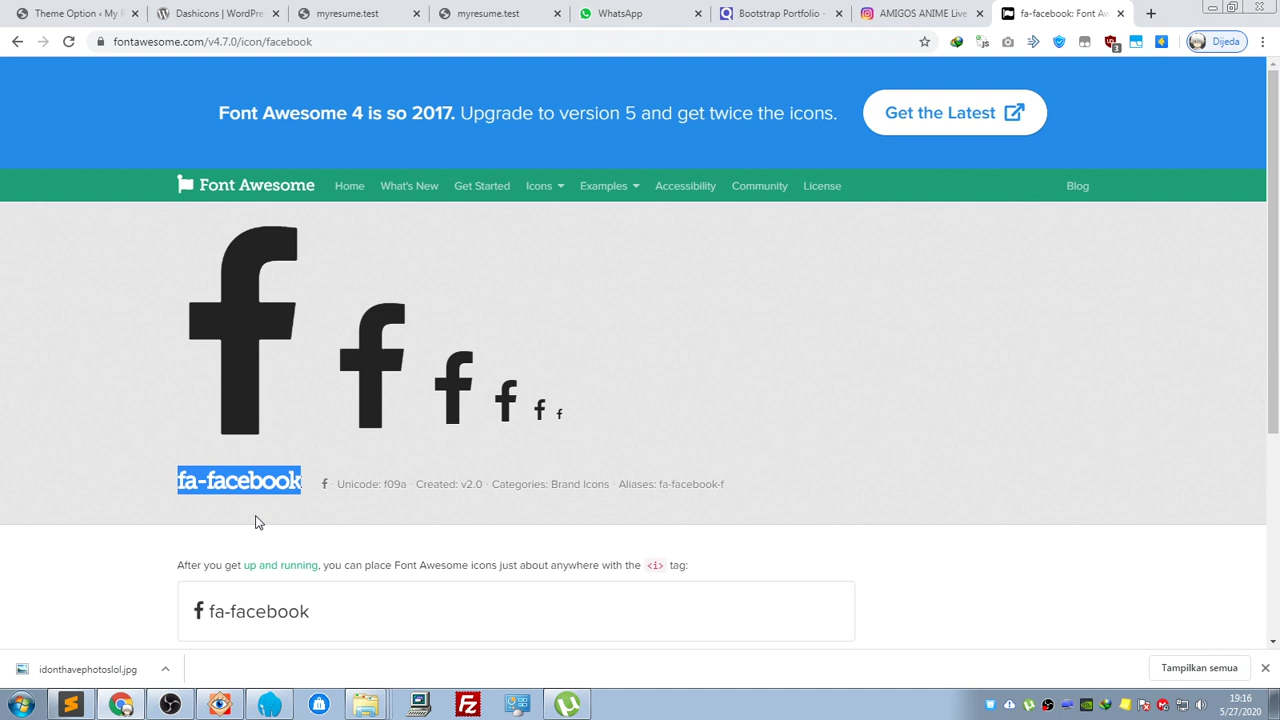 Theme Option ‹ My F
Dashicons | WordPre
myresume.test
myresume.test
WhatsApp
Bootstrap Portfolio -
AMIGOS ANIME Live
fa-facebook: Font Aw
fontawesome.com/v4.7.0/icon/facebook
Dijeda
Font Awesome 4 is so 2017. Upgrade to version 5 and get twice the icons.
Get the Latest
Font Awesome
Home
What's New
Get Started
Icons
Examples
Accessibility
Community
License
Blog
fa-facebook
Unicode: f09a · Created: v2.0 · Categories: Brand Icons · Aliases: fa-facebook-f
After you get up and running, you can place Font Awesome icons just about anywhere with the <i> tag:
fa-facebook
idonthavephotoslol.jpg
Tampilkan semua
19:16
5/27/2020